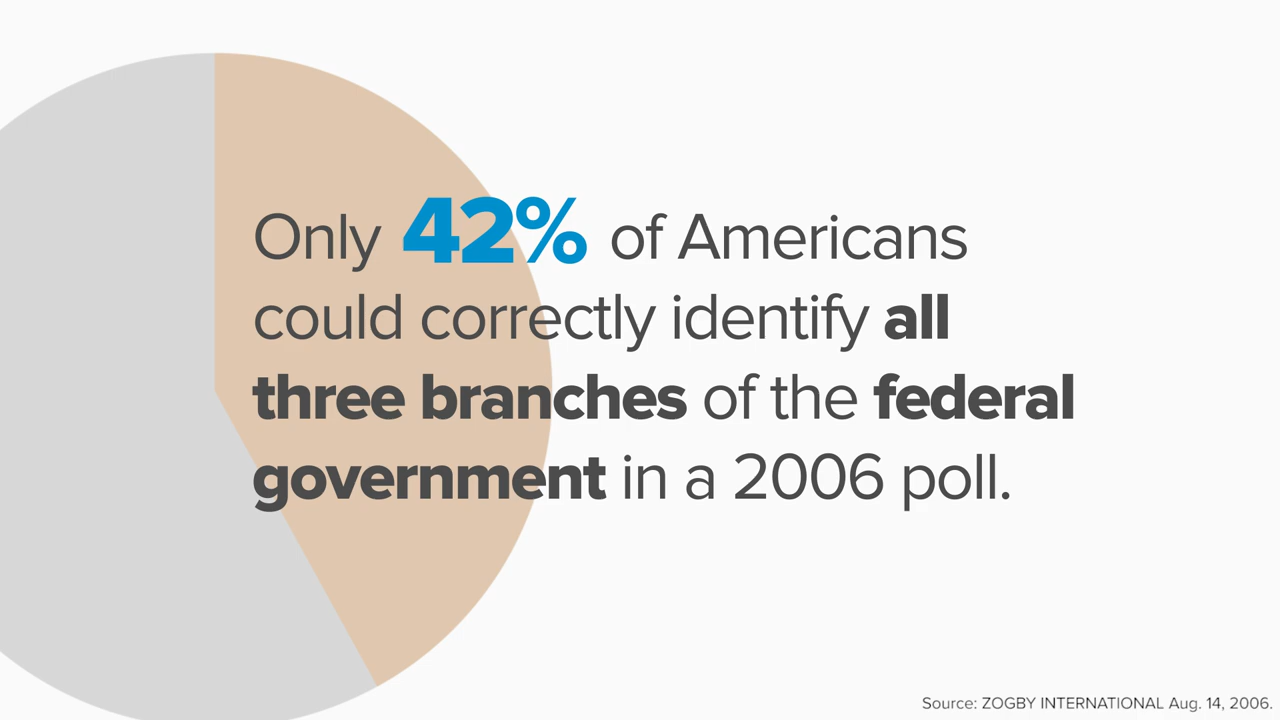 Only 42% of Americans
could correctly identify all
three branches of the federal
government in a 2006 poll.
Source: ZOGBY INTERNATIONAL Aug. 14, 2006.